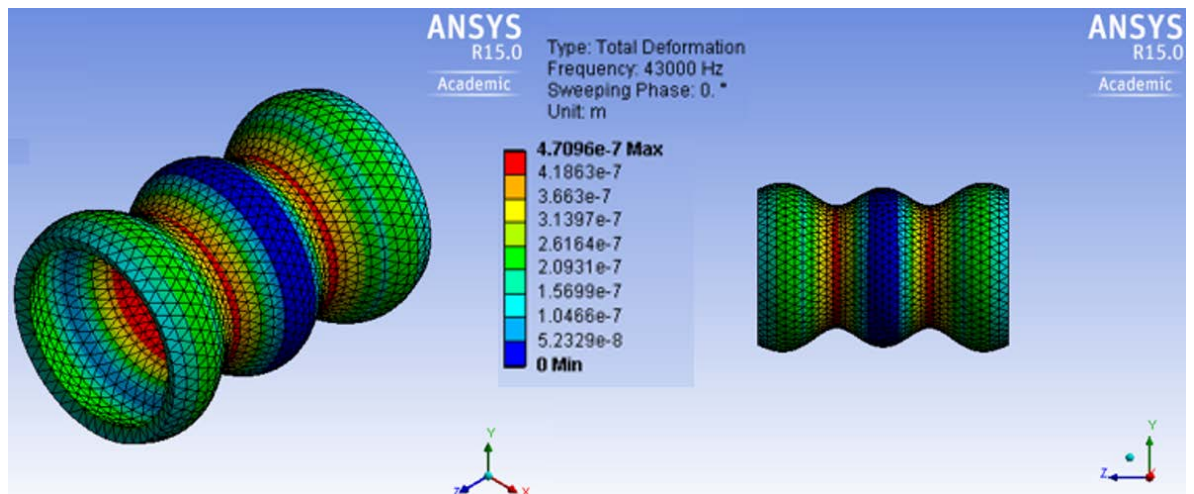 ANSYS
R15.0
Academic
Type: Total Deformation
Frequency: 43000 Hz
Sweeping Phase: 0. °
Unit: m
4.7096e-7 Max
4.1863e-7
3.663e-7
3.1397e-7
2.6164e-7
2.0931e-7
1.5699e-7
1.0466e-7
5.2329e-8
0 Min
Y
Z
X
ANSYS
R15.0
Academic
Y
Z
X